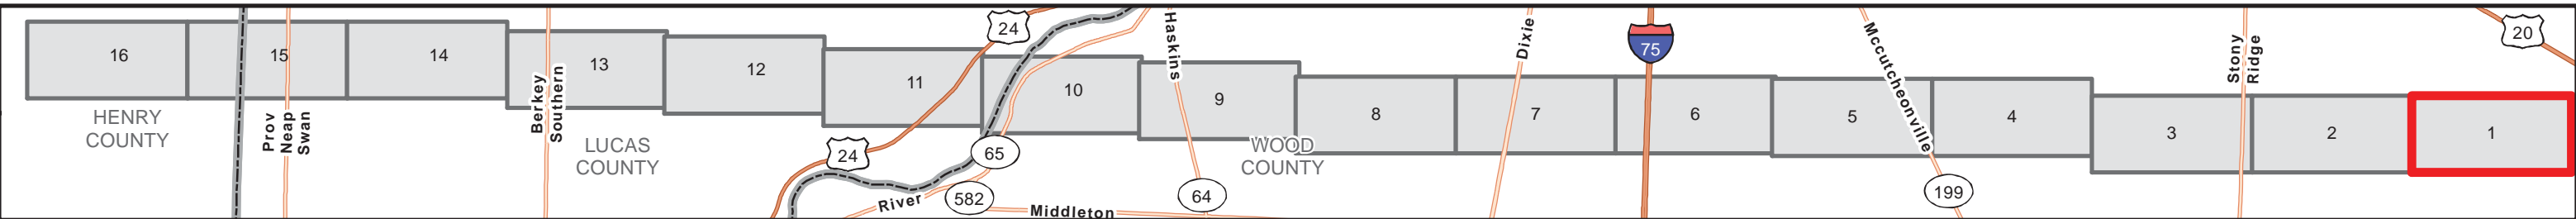 16
15
14
13
12
11
10
9
8
7
6
5
4
3
2
1
HENRY
COUNTY
Prov
Neap
Swan
Berkey
Southern
LUCAS
COUNTY
24
24
65
582
River
Middleton
Haskins
64
WOOD
COUNTY
Dixie
75
Mccutcheonville
199
Stony
Ridge
20